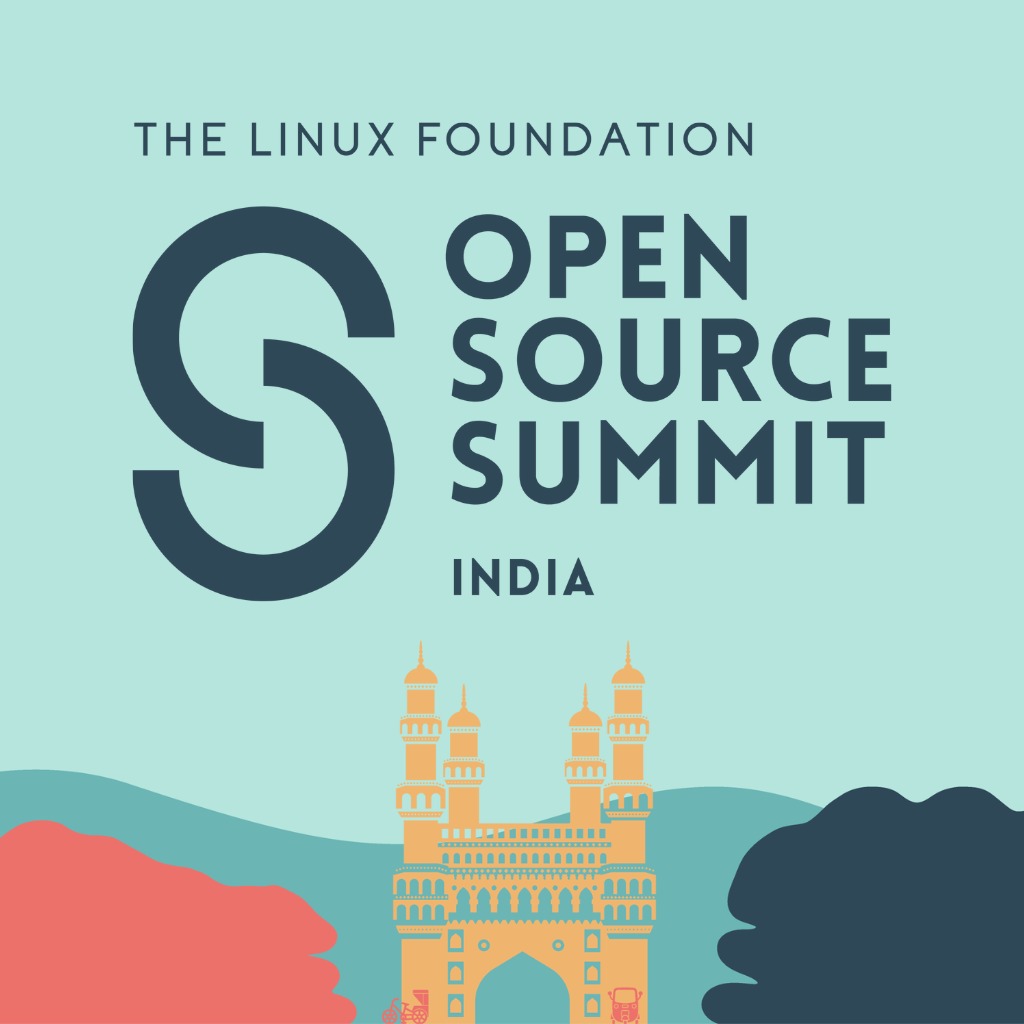 THE LINUX FOUNDATION
OPEN
SOURCE
SUMMIT
INDIA